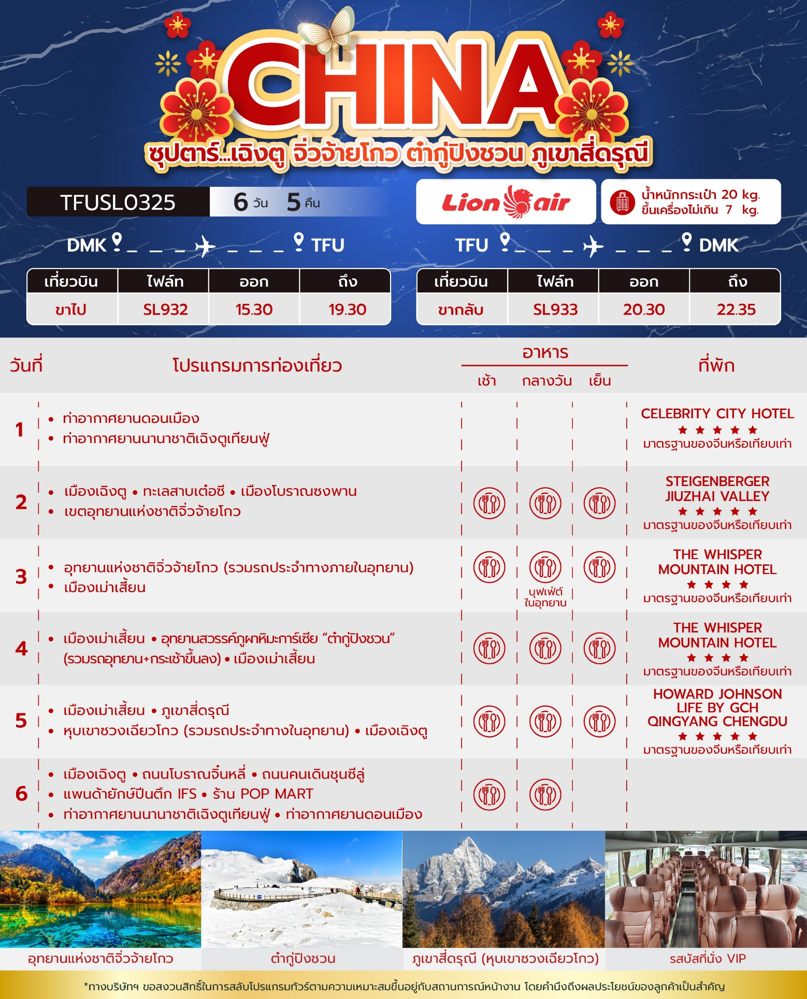 CHINA
ซุปตาร์...เฉิงตู จิ่วจ้ายโกว ต๋ากู่ปิงชวน ภูเขาสี่ดรุณี
TFUSL0325 6 วัน 5 คืน
Lion air
น้ำหนักกระเป๋า 20 kg.
ขึ้นเครื่องไม่เกิน 7 kg.
DMK TFU
TFU DMK
เที่ยวบิน ไฟล์ท ออก ถึง
ขาไป SL932 15.30 19.30
เที่ยวบิน ไฟล์ท ออก ถึง
ขากลับ SL933 20.30 22.35
วันที่ โปรแกรมการท่องเที่ยว อาหาร ที่พัก
เช้า กลางวัน เย็น
1
• ท่าอากาศยานดอนเมือง
• ท่าอากาศยานนานาชาติเฉิงตูเทียนฟู่
CELEBRITY CITY HOTEL
★ ★ ★ ★ ★
มาตรฐานของจีนหรือเทียบเท่า
2
• เมืองเฉิงตู • ทะเลสาบเต๋อซี • เมืองโบราณซงพาน
• เขตอุทยานแห่งชาติจิ่วจ้ายโกว
STEIGENBERGER
JIUZHAI VALLEY
★ ★ ★ ★ ★
มาตรฐานของจีนหรือเทียบเท่า
3
• อุทยานแห่งชาติจิ่วจ้ายโกว (รวมรถประจำทางภายในอุทยาน)
• เมืองเม่าเสี้ยน
บุฟเฟ่ต์
ในอุทยาน
THE WHISPER
MOUNTAIN HOTEL
★ ★ ★ ★
มาตรฐานของจีนหรือเทียบเท่า
4
• เมืองเม่าเสี้ยน • อุทยานสวรรค์ภูผาหิมะการ์เซีย “ต๋ากู่ปิงชวน”
(รวมรถอุทยาน+กระเช้าขึ้นลง) • เมืองเม่าเสี้ยน
THE WHISPER
MOUNTAIN HOTEL
★ ★ ★ ★
มาตรฐานของจีนหรือเทียบเท่า
5
• เมืองเม่าเสี้ยน • ภูเขาสี่ดรุณี
• หุบเขาซวงเฉียวโกว (รวมรถประจำทางในอุทยาน) • เมืองเฉิงตู
HOWARD JOHNSON
LIFE BY GCH
QINGYANG CHENGDU
★ ★ ★ ★ ★
มาตรฐานของจีนหรือเทียบเท่า
6
• เมืองเฉิงตู • ถนนโบราณจิ๋นหลี่ • ถนนคนเดินชุนซีลู่
• แพนด้ายักษ์ปีนตึก IFS • ร้าน POP MART
• ท่าอากาศยานนานาชาติเฉิงตูเทียนฟู่ • ท่าอากาศยานดอนเมือง
อุทยานแห่งชาติจิ่วจ้ายโกว
ต๋ากู่ปิงชวน
ภูเขาสี่ดรุณี (หุบเขาซวงเฉียวโกว)
รสบัสที่นั่ง VIP
*ทางบริษัทฯ ขอสงวนสิทธิ์ในการสลับโปรแกรมทัวร์ตามความเหมาะสมขึ้นอยู่กับสถานการณ์หน้างาน โดยคำนึงถึงผลประโยชน์ของลูกค้าเป็นสำคัญ